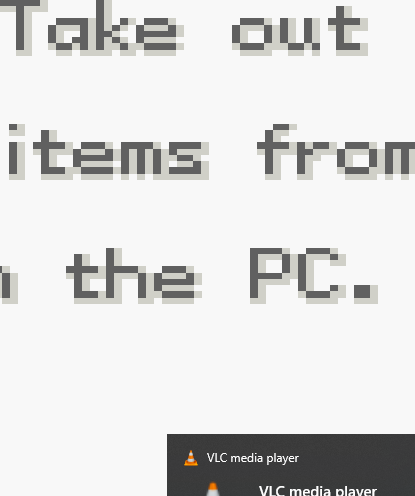 Take out
items from
the PC.
VLC media player
VLC media player